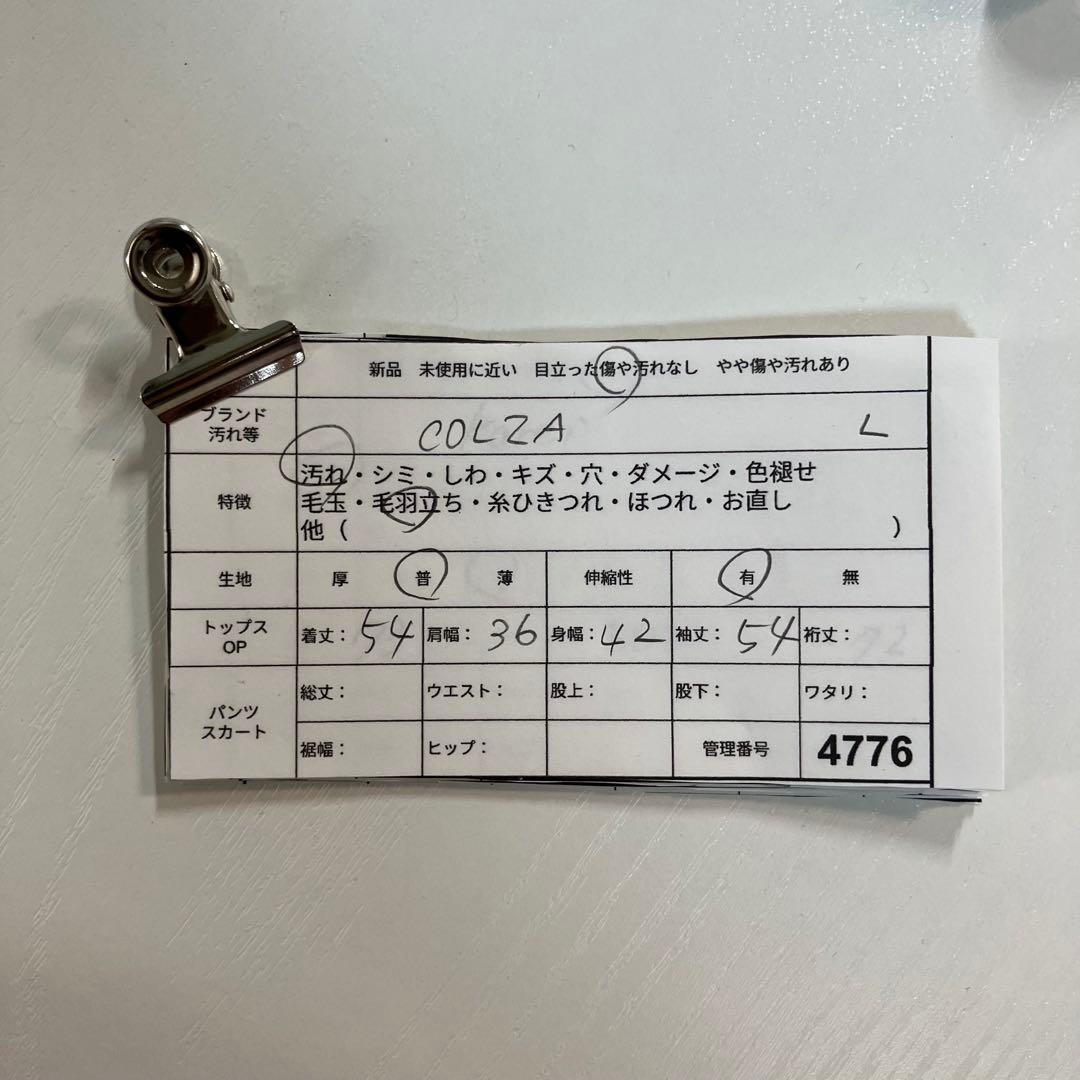 新品 未使用に近い 目立った傷や汚れなし やや傷や汚れあり
ブランド
汚れ等
COLZA L
特徴
汚れ・シミ・しわ・キズ・穴・ダメージ・色褪せ
毛玉・毛羽立ち・糸ひきつれ・ほつれ・お直し
他（ ）
生地 厚 普 薄 伸縮性 有 無
トップス
OP
着丈：54 肩幅：36 身幅：42 袖丈：54 裄丈：
パンツ
スカート
総丈： ウエスト： 股上： 股下： ワタリ：
裾幅： ヒップ： 管理番号 4776